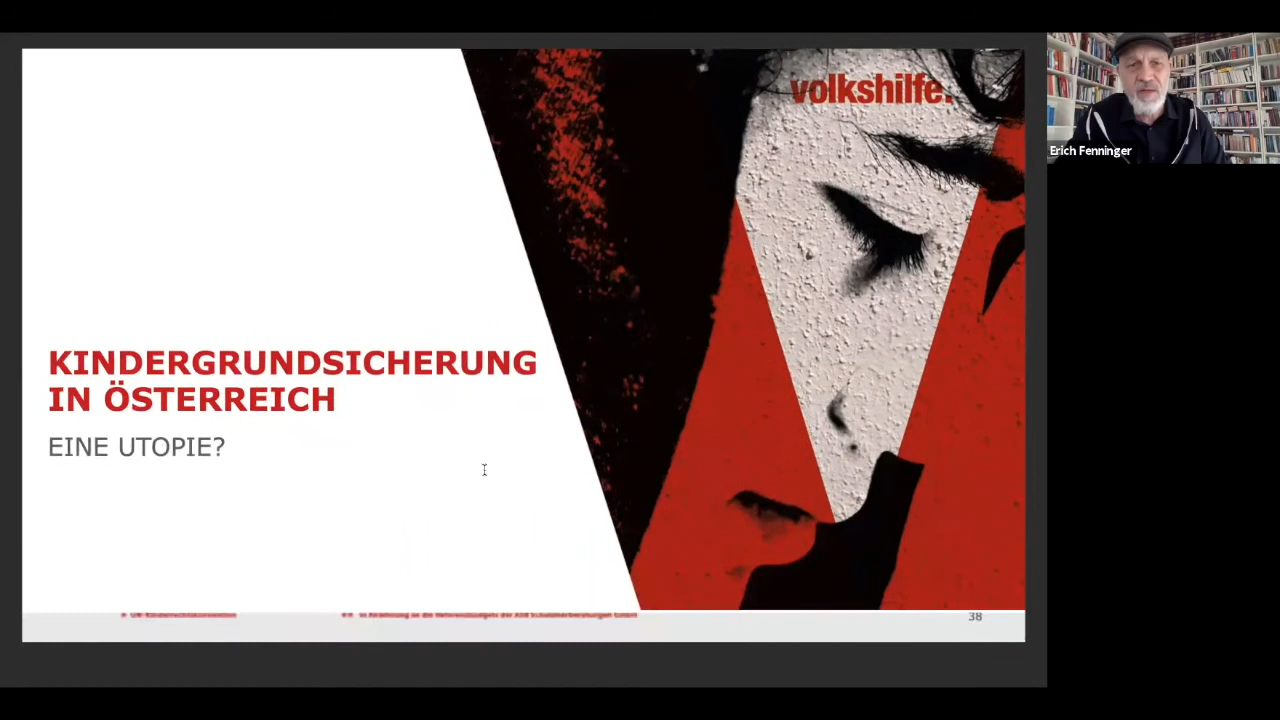 volkshilfe.
Erich Fenninger
KINDERGRUNDSICHERUNG
IN ÖSTERREICH
EINE UTOPIE?
38